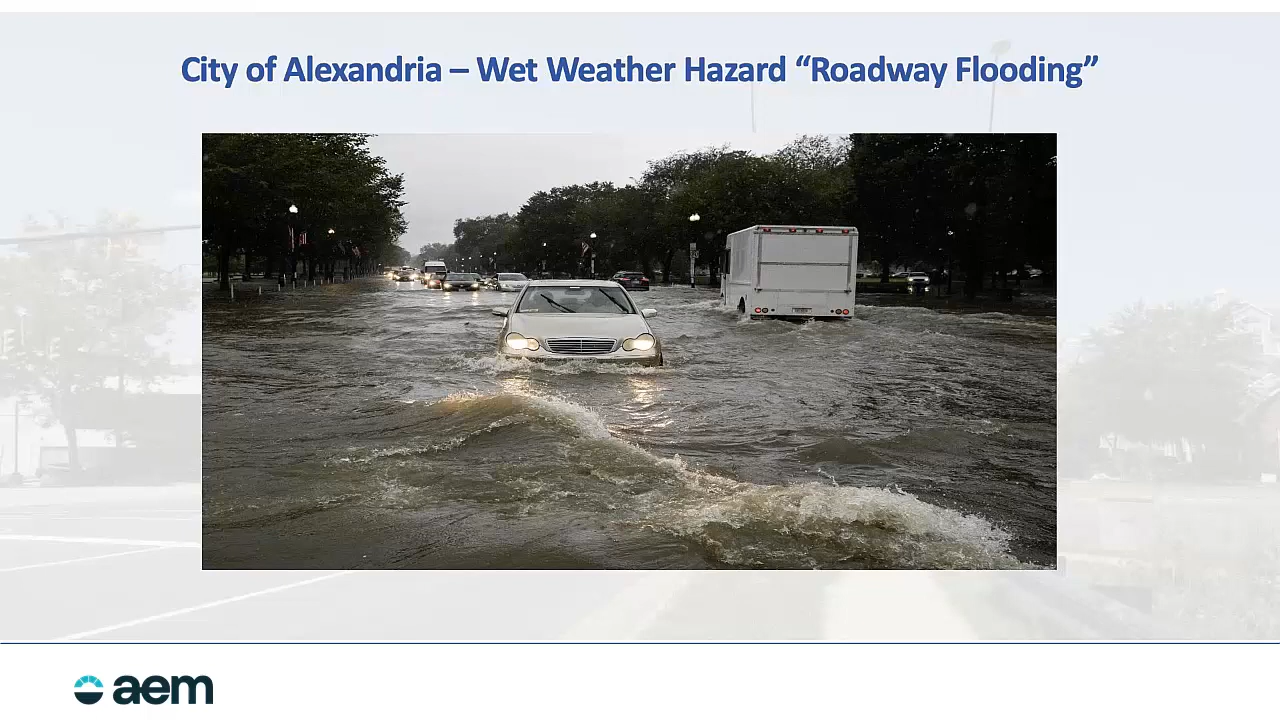 City of Alexandria – Wet Weather Hazard “Roadway Flooding”
aem